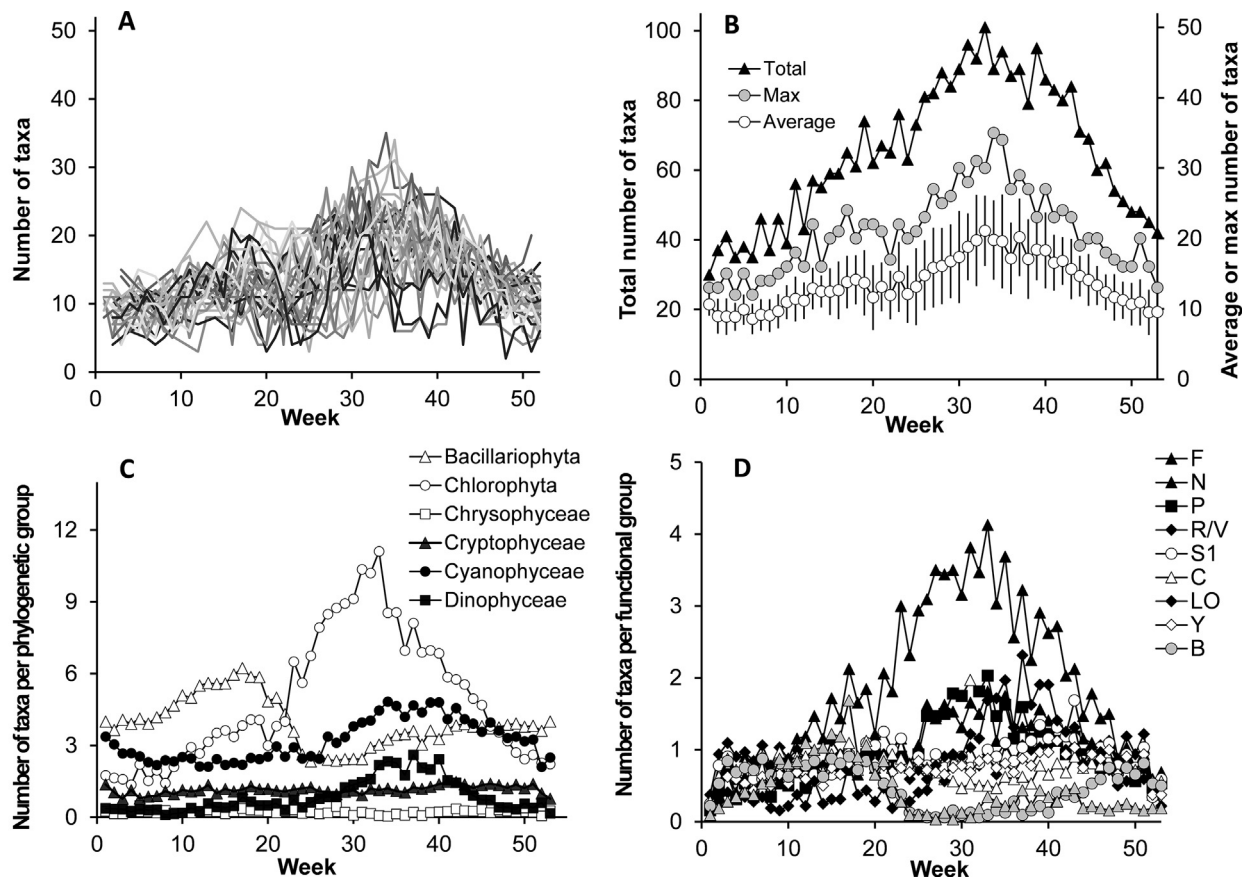 A
Number of taxa
50
40
30
20
10
0
0 10 20 30 40 50
Week
B
Total number of taxa
100
80
60
40
20
0
Total
Max
Average
50
40
30
20
10
0
Average or max number of taxa
0 10 20 30 40 50
Week
C
Number of taxa per phylogenetic group
12
9
6
3
0
Bacillariophyta
Chlorophyta
Chrysophyceae
Cryptophyceae
Cyanophyceae
Dinophyceae
0 10 20 30 40 50
Week
D
Number of taxa per functional group
5
4
3
2
1
0
F
N
P
R/V
S1
C
LO
Y
B
0 10 20 30 40 50
Week